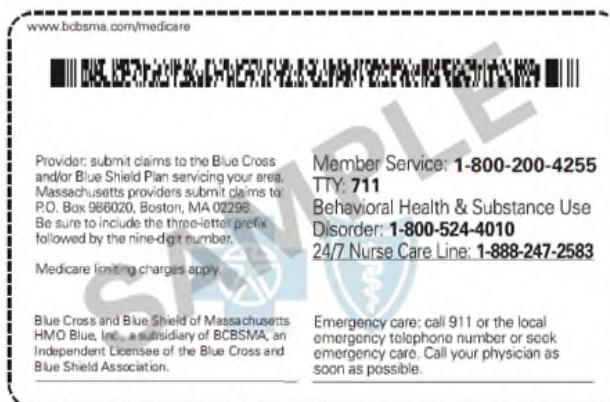 www.bcbsma.com/medicare
SAMPLE
Provider: submit claims to the Blue Cross
and/or Blue Shield Plan servicing your area.
Massachusetts providers submit claims to:
P.O. Box 986020, Boston, MA 02298.
Be sure to include the three-letter prefix
followed by the nine-digit number.
Medicare limiting charges apply.
Member Service: 1-800-200-4255
TTY: 711
Behavioral Health & Substance Use
Disorder: 1-800-524-4010
24/7 Nurse Care Line: 1-888-247-2583
Blue Cross and Blue Shield of Massachusetts
HMO Blue, Inc., a subsidiary of BCBSMA, an
Independent Licensee of the Blue Cross and
Blue Shield Association.
Emergency care: call 911 or the local
emergency telephone number or seek
emergency care. Call your physician as
soon as possible.